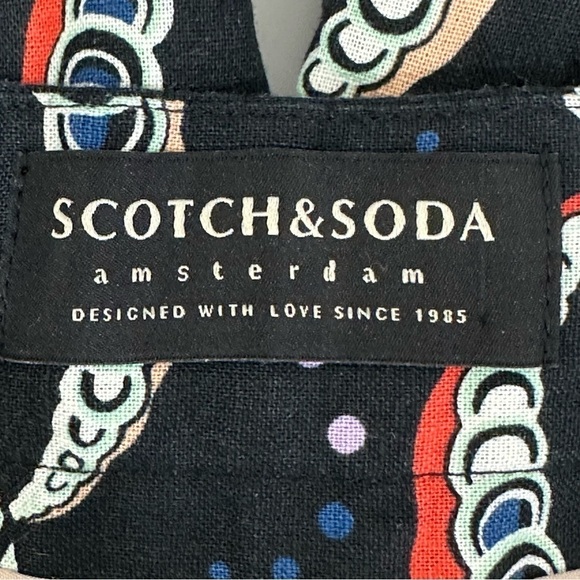 SCOTCH&SODA
amsterdam
DESIGNED WITH LOVE SINCE 1985